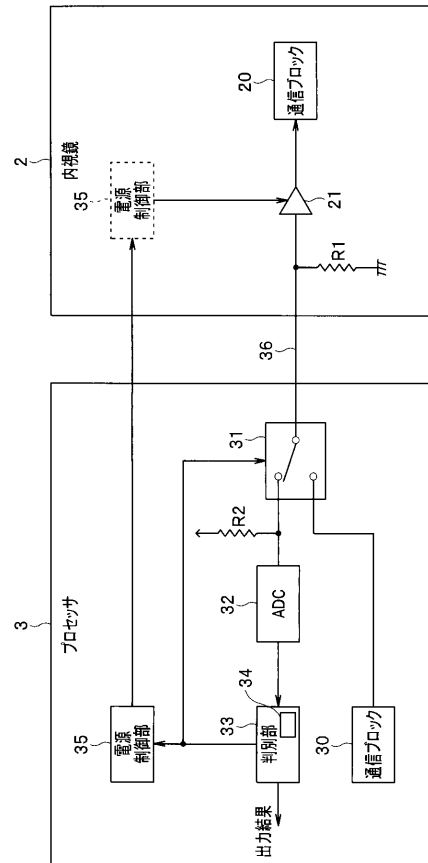 3
プロセッサ
35
電源
制御部
33
判別部
34
出力結果
32
ADC
R2
31
30
通信ブロック
36
2
内視鏡
35
電源
制御部
21
R1
20
通信ブロック